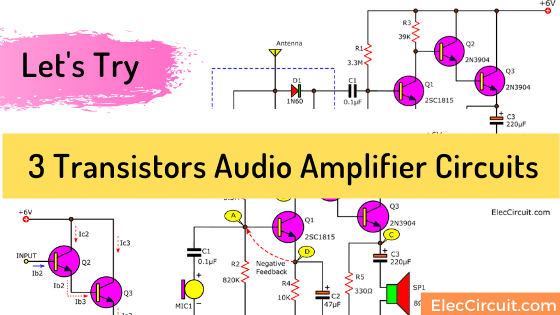 Let's Try
Antenna
D1
1N60
C1
0.1µF
R1
3.3M
R3
39K
+6V
Q1
2SC1815
Q2
2N3904
Q3
2N3904
C3
220µF
3 Transistors Audio Amplifier Circuits
ElecCircuit.com
+6V
Ic2
Ic3
INPUT
Ib2
Q2
Ib2
Ib3
Q3
A
C1
0.1µF
MIC1
R2
820K
Negative
Feedback
Q1
D
R4
10K
C2
47µF
Q3
2N3904
C
C3
220µF
R5
330Ω
SP1
ElecCircuit.com